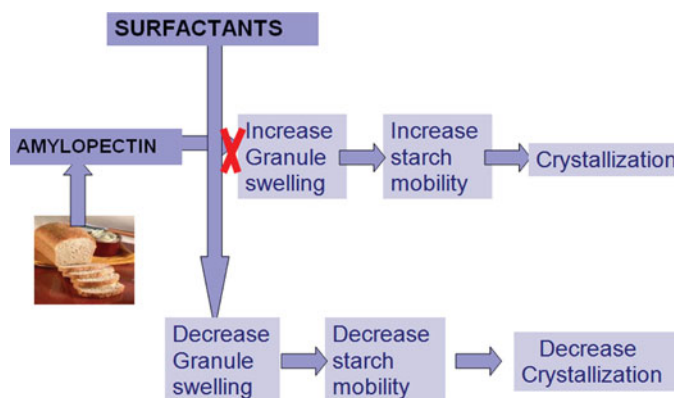 SURFACTANTS
AMYLOPECTIN
Increase
Granule
swelling
Increase
starch
mobility
Crystallization
Decrease
Granule
swelling
Decrease
starch
mobility
Decrease
Crystallization